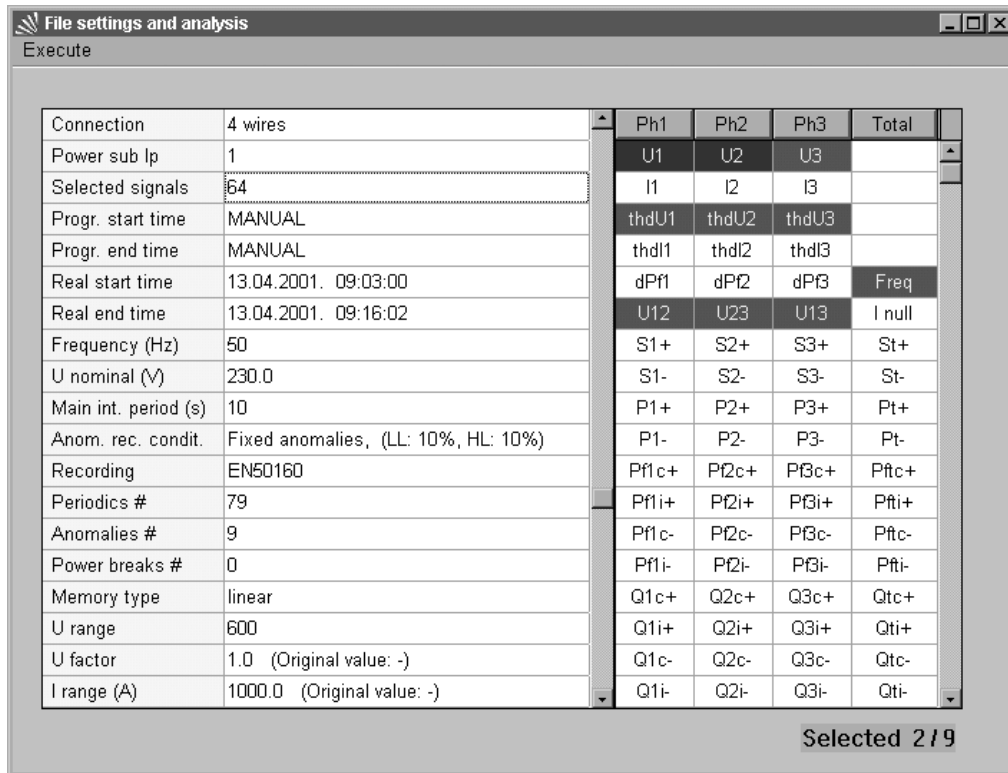 File settings and analysis
Execute
Connection 4 wires
Power sub Ip 1
Selected signals 64
Progr. start time MANUAL
Progr. end time MANUAL
Real start time 13.04.2001. 09:03:00
Real end time 13.04.2001. 09:16:02
Frequency (Hz) 50
U nominal (V) 230.0
Main int. period (s) 10
Anom. rec. condit. Fixed anomalies, (LL: 10%, HL: 10%)
Recording EN50160
Periodics # 79
Anomalies # 9
Power breaks # 0
Memory type linear
U range 600
U factor 1.0 (Original value: -)
I range (A) 1000.0 (Original value: -)
Ph1 Ph2 Ph3 Total
U1 U2 U3
I1 I2 I3
thdU1 thdU2 thdU3
thdI1 thdI2 thdI3
dPf1 dPf2 dPf3 Freq
U12 U23 U13 I null
S1+ S2+ S3+ St+
S1- S2- S3- St-
P1+ P2+ P3+ Pt+
P1- P2- P3- Pt-
Pf1c+ Pf2c+ Pf3c+ Pftc+
Pf1i+ Pf2i+ Pf3i+ Pfti+
Pf1c- Pf2c- Pf3c- Pftc-
Pf1i- Pf2i- Pf3i- Pfti-
Q1c+ Q2c+ Q3c+ Qtc+
Q1i+ Q2i+ Q3i+ Qti+
Q1c- Q2c- Q3c- Qtc-
Q1i- Q2i- Q3i- Qti-
Selected 2 / 9